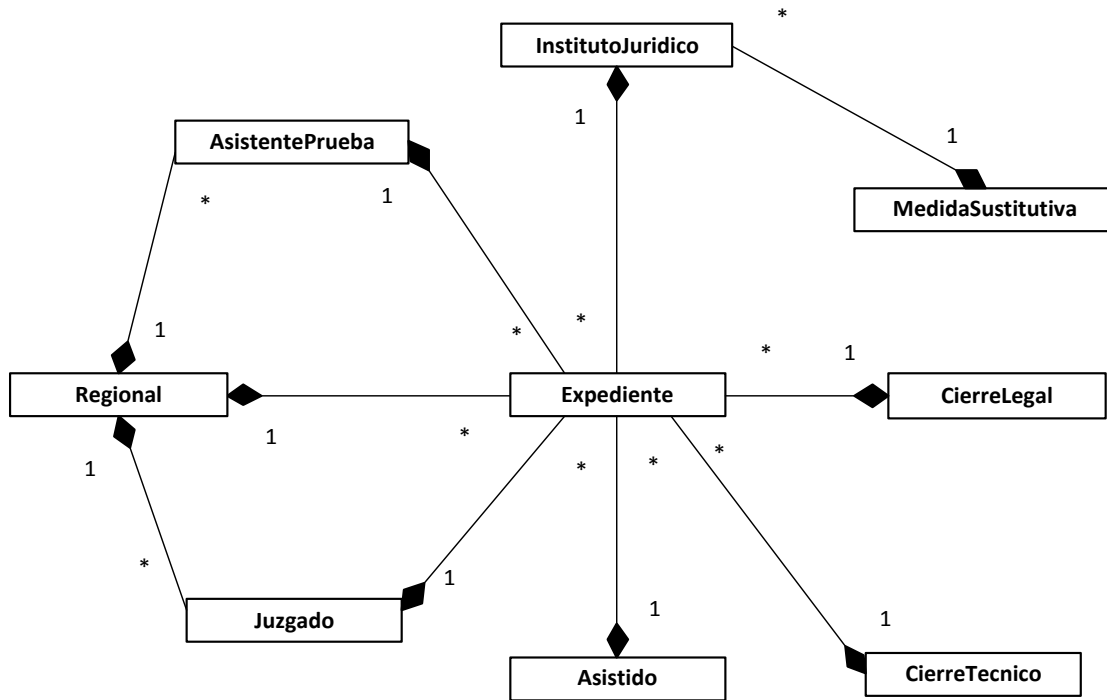 *
InstitutoJuridico
1
AsistentePrueba
1
*
1
MedidaSustitutiva
1
*
*
*
1
Regional
Expediente
CierreLegal
1
*
1
*
*
*
*
1
1
1
Juzgado
Asistido
CierreTecnico